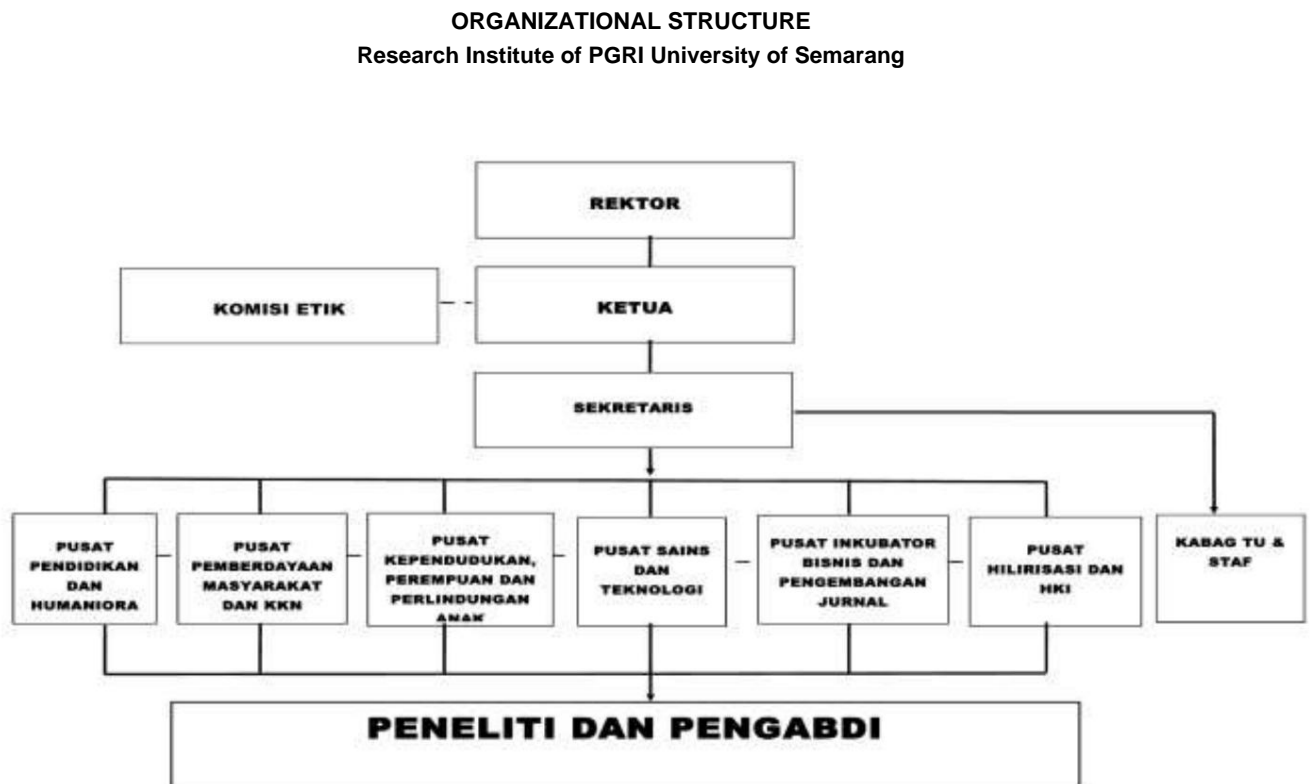 ORGANIZATIONAL STRUCTURE
Research Institute of PGRI University of Semarang
REKTOR
KOMISI ETIK
KETUA
SEKRETARIS
PUSAT
PENDIDIKAN
DAN
HUMANIORA
PUSAT
PEMBERDAYAAN
MASYARAKAT
DAN KKN
PUSAT
KEPENDUDUKAN,
PEREMPUAN DAN
PERLINDUNGAN
ANAK
PUSAT SAINS
DAN
TEKNOLOGI
PUSAT INKUBATOR
BISNIS DAN
PENGEMBANGAN
JURNAL
PUSAT
HILIRISASI DAN
HKI
KABAG TU &
STAF
PENELITI DAN PENGABDI